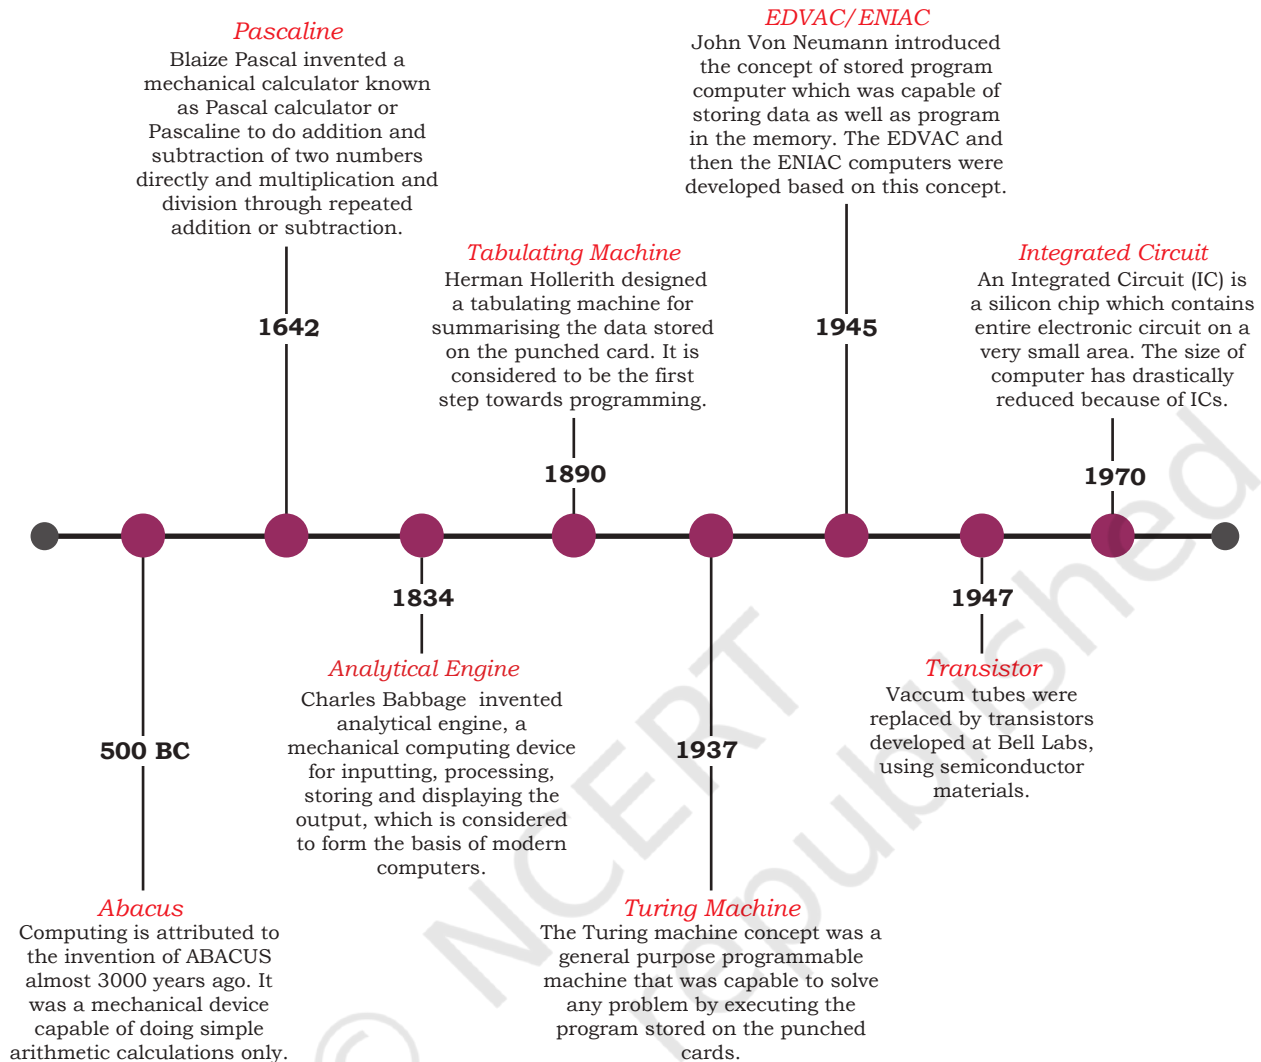 Pascaline
Blaize Pascal invented a
mechanical calculator known
as Pascal calculator or
Pascaline to do addition and
subtraction of two numbers
directly and multiplication and
division through repeated
addition or subtraction.
1642
EDVAC/ENIAC
John Von Neumann introduced
the concept of stored program
computer which was capable of
storing data as well as program
in the memory. The EDVAC and
then the ENIAC computers were
developed based on this concept.
1945
Tabulating Machine
Herman Hollerith designed
a tabulating machine for
summarising the data stored
on the punched card. It is
considered to be the first
step towards programming.
1890
Integrated Circuit
An Integrated Circuit (IC) is
a silicon chip which contains
entire electronic circuit on a
very small area. The size of
computer has drastically
reduced because of ICs.
1970
500 BC
Abacus
Computing is attributed to
the invention of ABACUS
almost 3000 years ago. It
was a mechanical device
capable of doing simple
arithmetic calculations only.
1834
Analytical Engine
Charles Babbage invented
analytical engine, a
mechanical computing device
for inputting, processing,
storing and displaying the
output, which is considered
to form the basis of modern
computers.
1937
Turing Machine
The Turing machine concept was a
general purpose programmable
machine that was capable to solve
any problem by executing the
program stored on the punched
cards.
1947
Transistor
Vaccum tubes were
replaced by transistors
developed at Bell Labs,
using semiconductor
materials.
© NCERT
republished